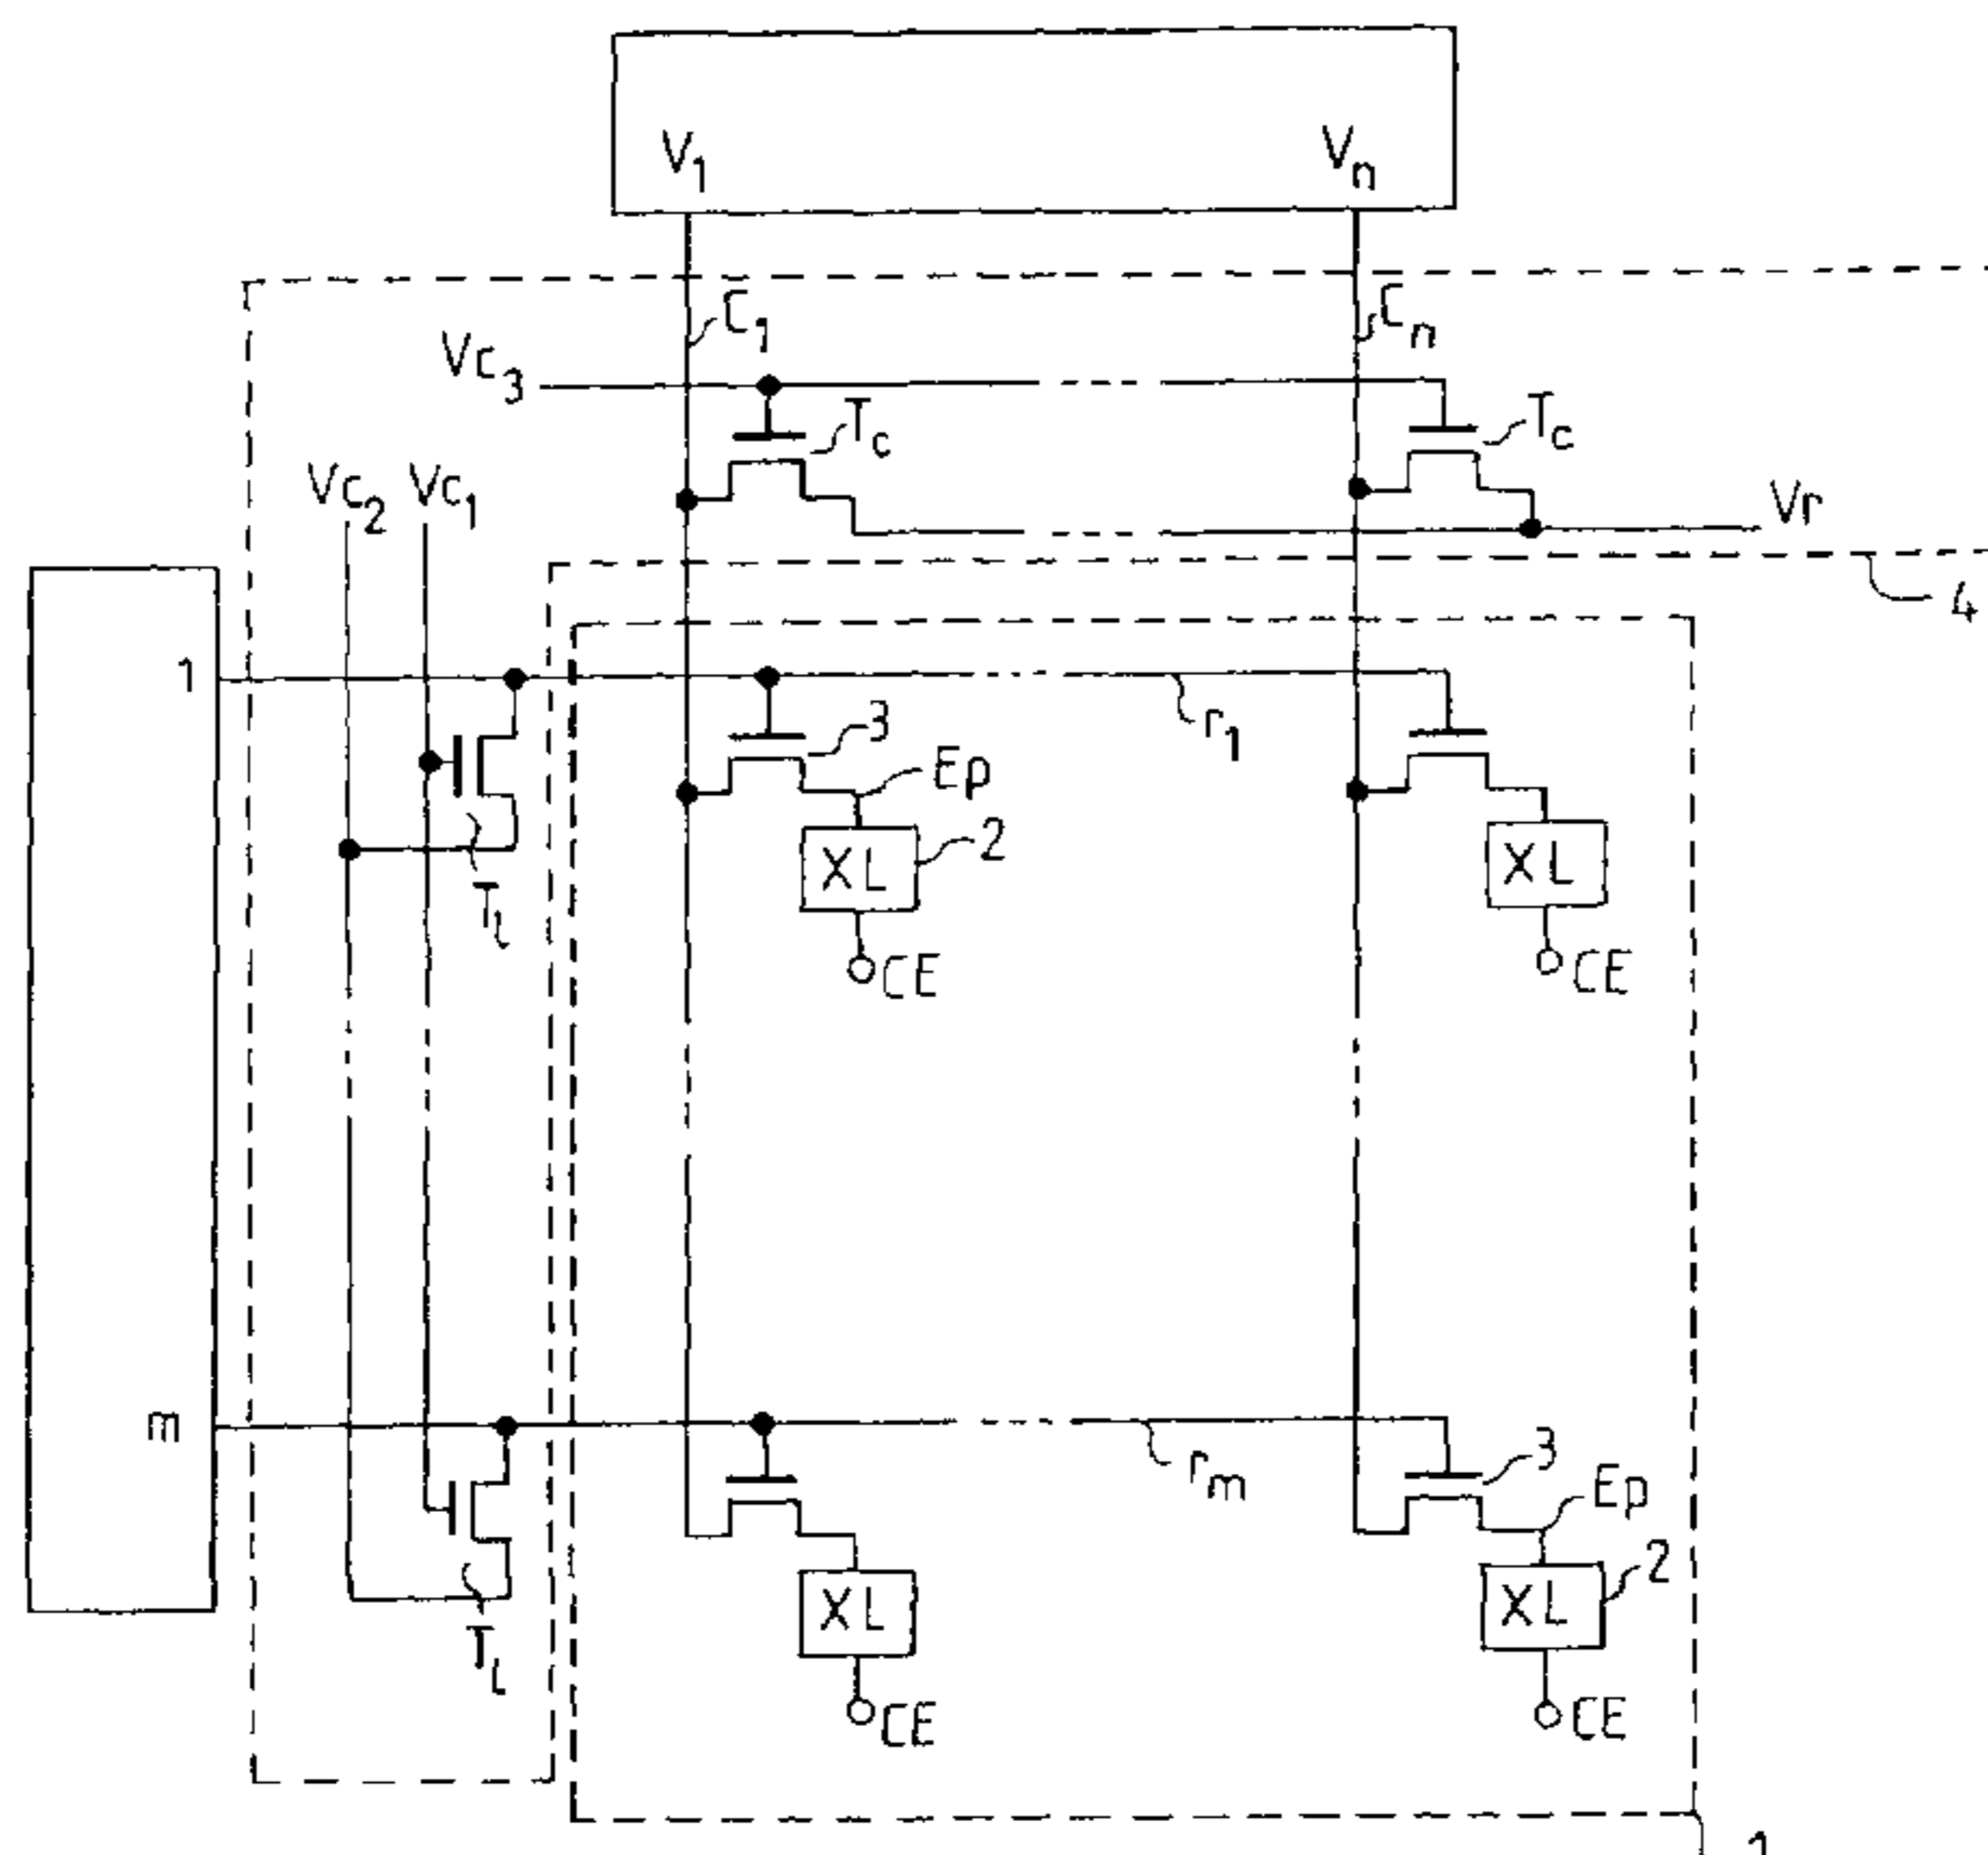 V1 Vn
C1 Cn
Vc3
Tc Tc
Vc2 Vc1 Vr
4
1
r1
3
Ep
2
XL XL
Tl
CE CE
m
rm
3
Ep
2
XL XL
Tl
CE CE
1